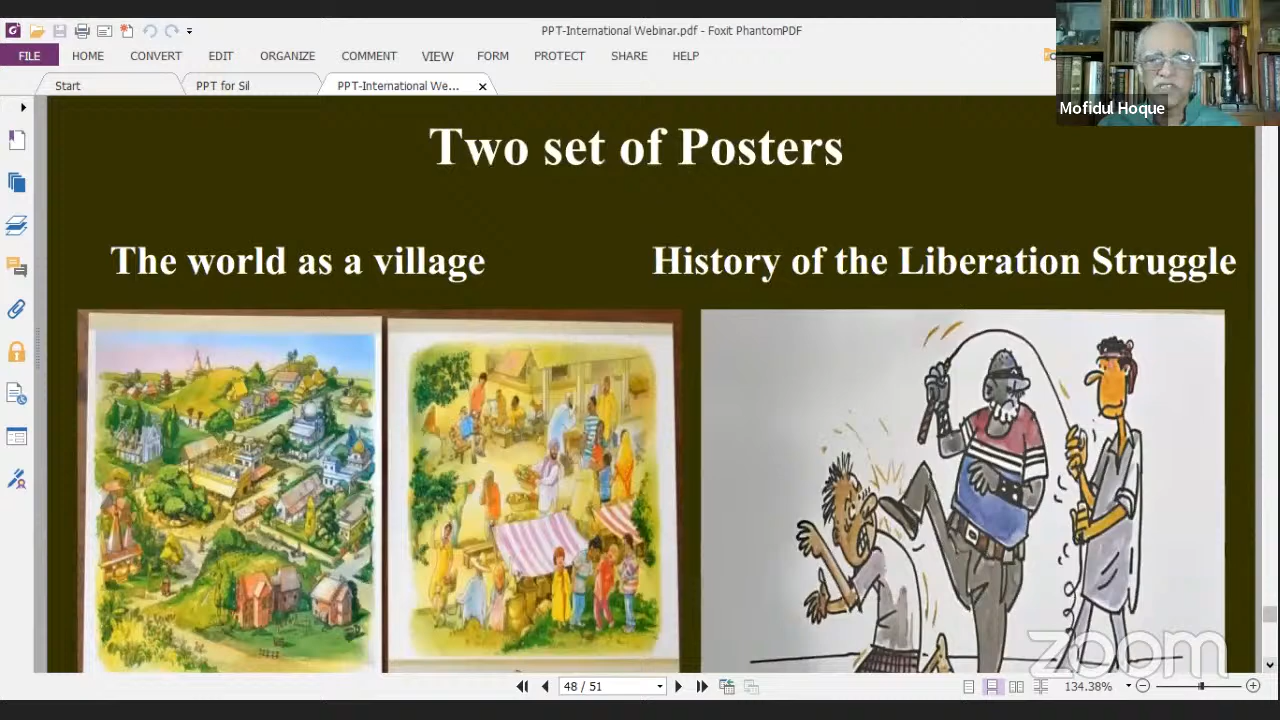 PPT-International Webinar.pdf - Foxit PhantomPDF
FILE HOME CONVERT EDIT ORGANIZE COMMENT VIEW FORM PROTECT SHARE HELP
Start PPT for Sil PPT-International We...
Mofidul Hoque
Two set of Posters
The world as a village
History of the Liberation Struggle
zoom
48 / 51
134.38%